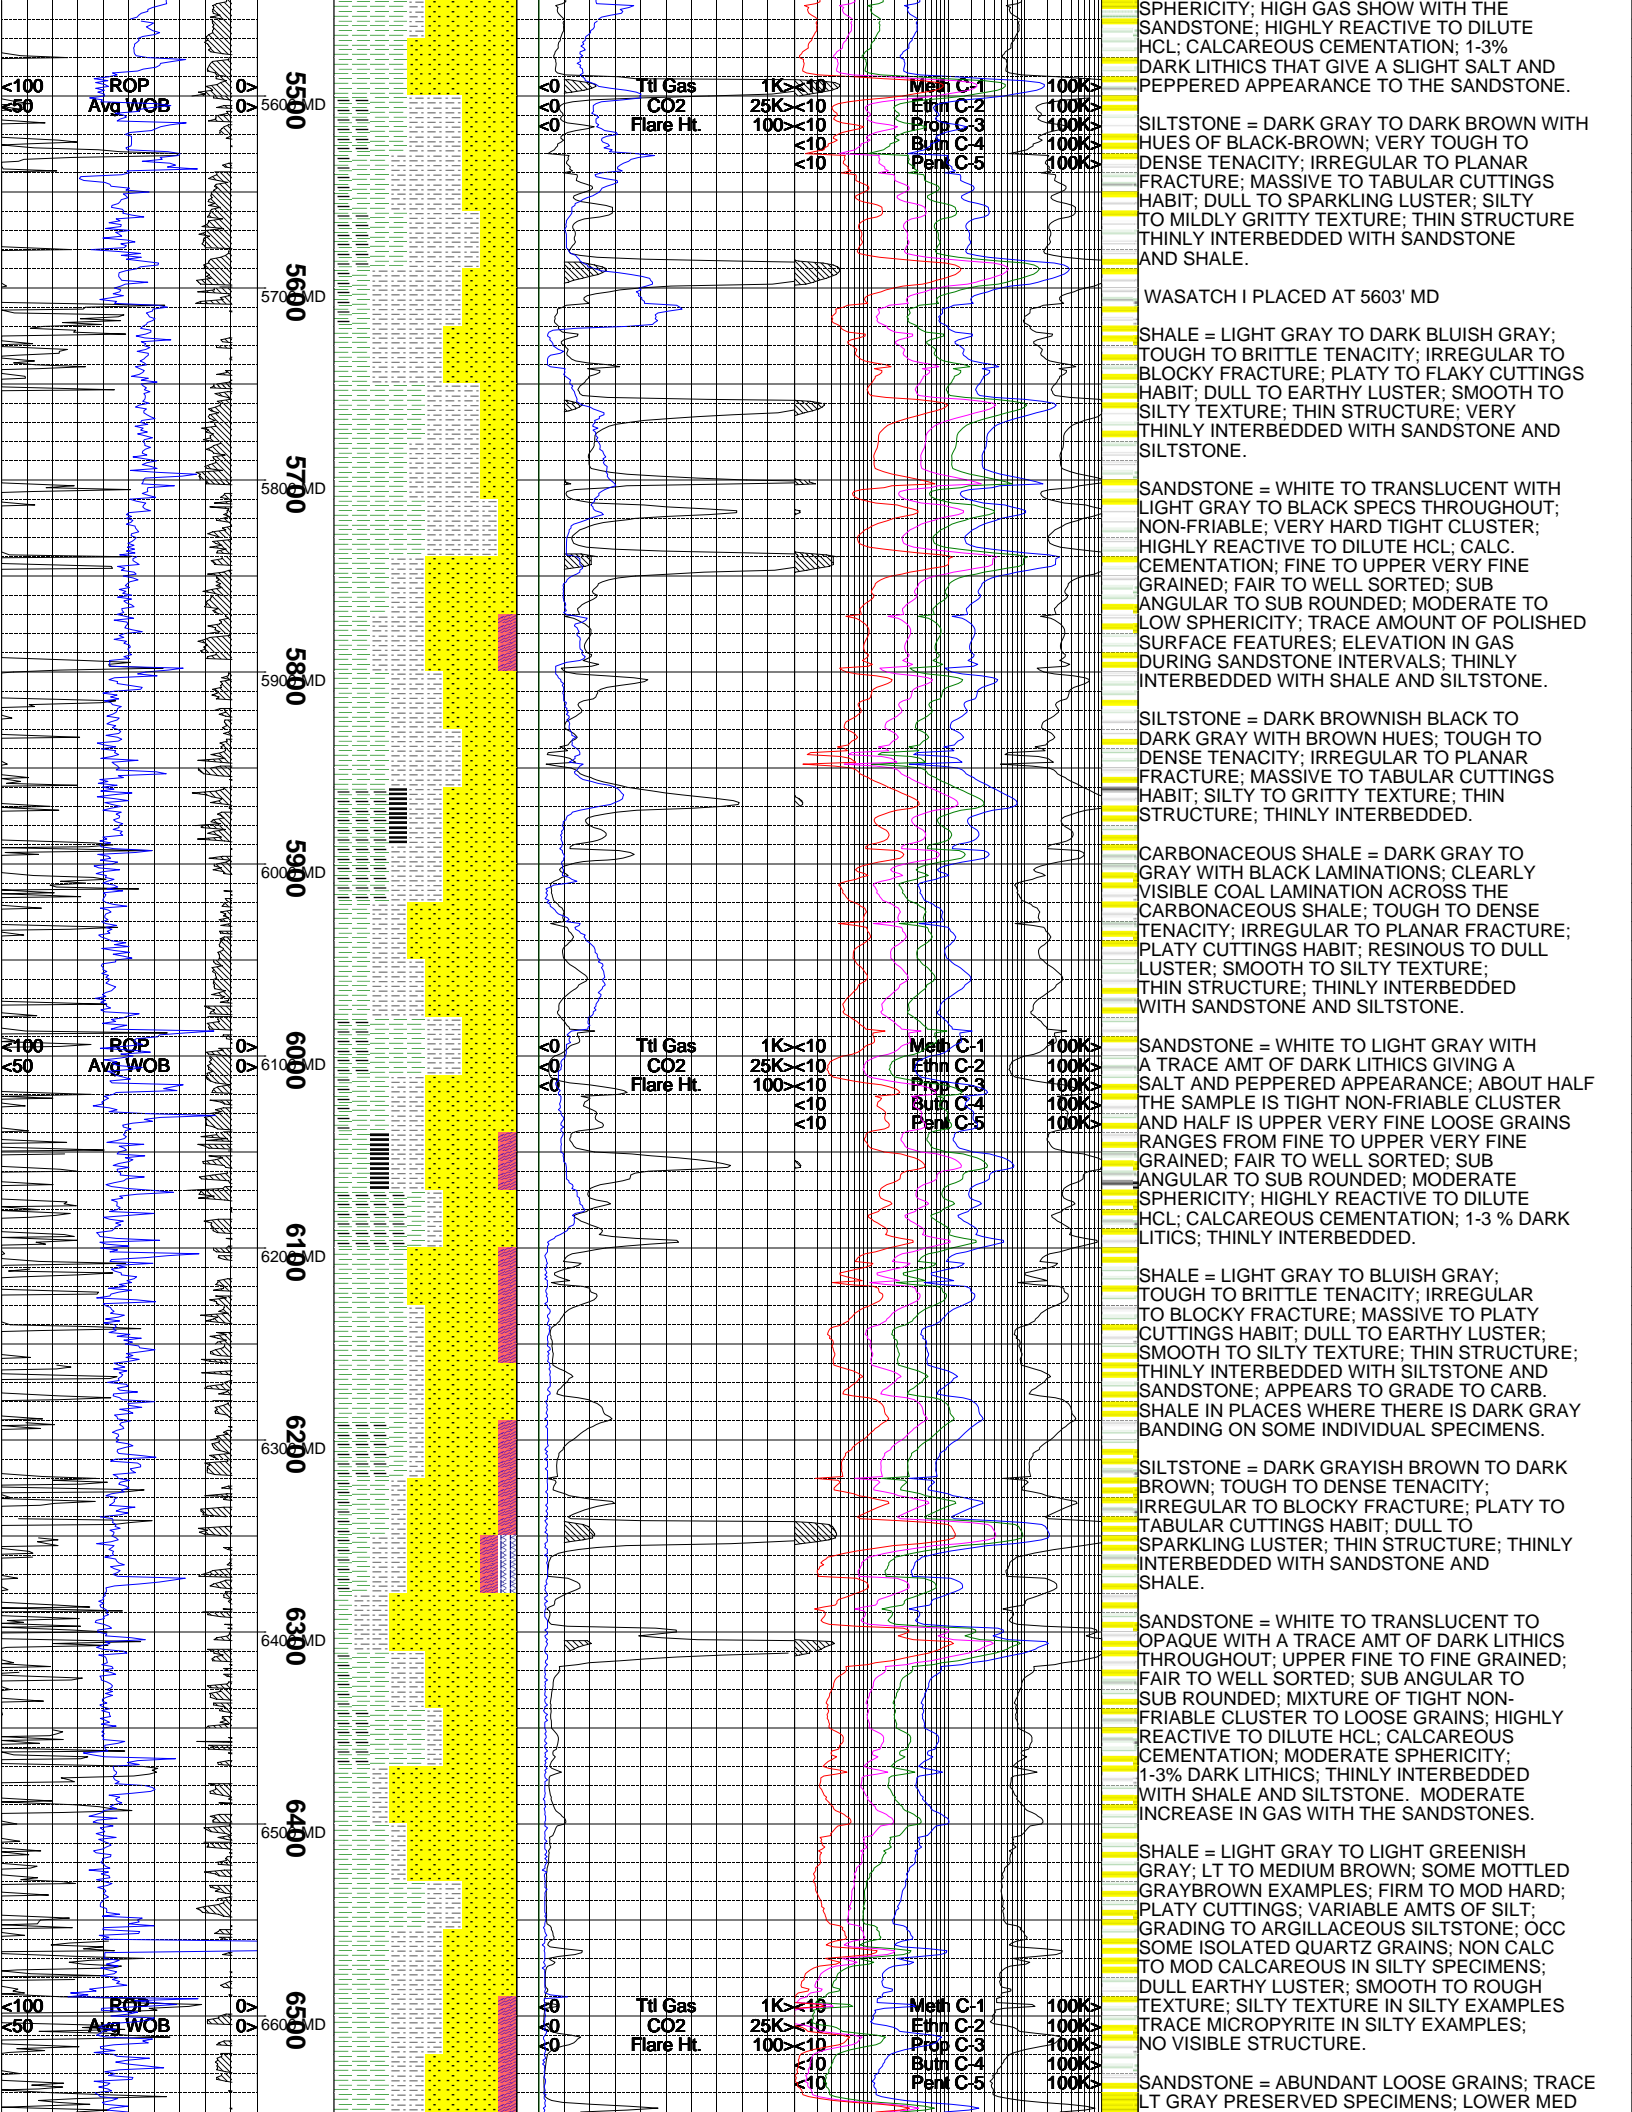 SPHERICITY; HIGH GAS SHOW WITH THE
SANDSTONE; HIGHLY REACTIVE TO DILUTE
HCL; CALCAREOUS CEMENTATION; 1-3%
DARK LITHICS THAT GIVE A SLIGHT SALT AND
PEPPERED APPEARANCE TO THE SANDSTONE.
<100 ROP 0>
<50 Avg WOB 0>
5600 MD
5500
<0 Ttl Gas 1K>
<0 CO2 25K>
<0 Flare Ht. 100>
<10 Meth C-1 100K>
<10 Ethn C-2 100K>
<10 Prop C-3 100K>
<10 Butn C-4 100K>
<10 Pent C-5 100K>
SILTSTONE = DARK GRAY TO DARK BROWN WITH
HUES OF BLACK-BROWN; VERY TOUGH TO
DENSE TENACITY; IRREGULAR TO PLANAR
FRACTURE; MASSIVE TO TABULAR CUTTINGS
HABIT; DULL TO SPARKLING LUSTER; SILTY
TO MILDLY GRITTY TEXTURE; THIN STRUCTURE
THINLY INTERBEDDED WITH SANDSTONE
AND SHALE.
5700 MD
5600
WASATCH I PLACED AT 5603' MD
SHALE = LIGHT GRAY TO DARK BLUISH GRAY;
TOUGH TO BRITTLE TENACITY; IRREGULAR TO
BLOCKY FRACTURE; PLATY TO FLAKY CUTTINGS
HABIT; DULL TO EARTHY LUSTER; SMOOTH TO
SILTY TEXTURE; THIN STRUCTURE; VERY
THINLY INTERBEDDED WITH SANDSTONE AND
SILTSTONE.
5800 MD
5700
SANDSTONE = WHITE TO TRANSLUCENT WITH
LIGHT GRAY TO BLACK SPECS THROUGHOUT;
NON-FRIABLE; VERY HARD TIGHT CLUSTER;
HIGHLY REACTIVE TO DILUTE HCL; CALC.
CEMENTATION; FINE TO UPPER VERY FINE
GRAINED; FAIR TO WELL SORTED; SUB
ANGULAR TO SUB ROUNDED; MODERATE TO
LOW SPHERICITY; TRACE AMOUNT OF POLISHED
SURFACE FEATURES; ELEVATION IN GAS
DURING SANDSTONE INTERVALS; THINLY
INTERBEDDED WITH SHALE AND SILTSTONE.
5900 MD
5800
SILTSTONE = DARK BROWNISH BLACK TO
DARK GRAY WITH BROWN HUES; TOUGH TO
DENSE TENACITY; IRREGULAR TO PLANAR
FRACTURE; MASSIVE TO TABULAR CUTTINGS
HABIT; SILTY TO GRITTY TEXTURE; THIN
STRUCTURE; THINLY INTERBEDDED.
6000 MD
5900
CARBONACEOUS SHALE = DARK GRAY TO
GRAY WITH BLACK LAMINATIONS; CLEARLY
VISIBLE COAL LAMINATION ACROSS THE
CARBONACEOUS SHALE; TOUGH TO DENSE
TENACITY; IRREGULAR TO PLANAR FRACTURE;
PLATY CUTTINGS HABIT; RESINOUS TO DULL
LUSTER; SMOOTH TO SILTY TEXTURE;
THIN STRUCTURE; THINLY INTERBEDDED
WITH SANDSTONE AND SILTSTONE.
<100 ROP 0>
<50 Avg WOB 0>
6100 MD
6000
<0 Ttl Gas 1K>
<0 CO2 25K>
<0 Flare Ht. 100>
<10 Meth C-1 100K>
<10 Ethn C-2 100K>
<10 Prop C-3 100K>
<10 Butn C-4 100K>
<10 Pent C-5 100K>
SANDSTONE = WHITE TO LIGHT GRAY WITH
A TRACE AMT OF DARK LITHICS GIVING A
SALT AND PEPPERED APPEARANCE; ABOUT HALF
THE SAMPLE IS TIGHT NON-FRIABLE CLUSTER
AND HALF IS UPPER VERY FINE LOOSE GRAINS
RANGES FROM FINE TO UPPER VERY FINE
GRAINED; FAIR TO WELL SORTED; SUB
ANGULAR TO SUB ROUNDED; MODERATE
SPHERICITY; HIGHLY REACTIVE TO DILUTE
HCL; CALCAREOUS CEMENTATION; 1-3 % DARK
LITICS; THINLY INTERBEDDED.
6200 MD
6100
SHALE = LIGHT GRAY TO BLUISH GRAY;
TOUGH TO BRITTLE TENACITY; IRREGULAR
TO BLOCKY FRACTURE; MASSIVE TO PLATY
CUTTINGS HABIT; DULL TO EARTHY LUSTER;
SMOOTH TO SILTY TEXTURE; THIN STRUCTURE;
THINLY INTERBEDDED WITH SILTSTONE AND
SANDSTONE; APPEARS TO GRADE TO CARB.
SHALE IN PLACES WHERE THERE IS DARK GRAY
BANDING ON SOME INDIVIDUAL SPECIMENS.
6300 MD
6200
SILTSTONE = DARK GRAYISH BROWN TO DARK
BROWN; TOUGH TO DENSE TENACITY;
IRREGULAR TO BLOCKY FRACTURE; PLATY TO
TABULAR CUTTINGS HABIT; DULL TO
SPARKLING LUSTER; THIN STRUCTURE; THINLY
INTERBEDDED WITH SANDSTONE AND
SHALE.
6400 MD
6300
SANDSTONE = WHITE TO TRANSLUCENT TO
OPAQUE WITH A TRACE AMT OF DARK LITHICS
THROUGHOUT; UPPER FINE TO FINE GRAINED;
FAIR TO WELL SORTED; SUB ANGULAR TO
SUB ROUNDED; MIXTURE OF TIGHT NON-
FRIABLE CLUSTER TO LOOSE GRAINS; HIGHLY
REACTIVE TO DILUTE HCL; CALCAREOUS
CEMENTATION; MODERATE SPHERICITY;
1-3% DARK LITHICS; THINLY INTERBEDDED
WITH SHALE AND SILTSTONE.  MODERATE
INCREASE IN GAS WITH THE SANDSTONES.
6500 MD
6400
SHALE = LIGHT GRAY TO LIGHT GREENISH
GRAY; LT TO MEDIUM BROWN; SOME MOTTLED
GRAYBROWN EXAMPLES; FIRM TO MOD HARD;
PLATY CUTTINGS; VARIABLE AMTS OF SILT;
GRADING TO ARGILLACEOUS SILTSTONE; OCC
SOME ISOLATED QUARTZ GRAINS; NON CALC
TO MOD CALCAREOUS IN SILTY SPECIMENS;
DULL EARTHY LUSTER; SMOOTH TO ROUGH
TEXTURE; SILTY TEXTURE IN SILTY EXAMPLES
TRACE MICROPYRITE IN SILTY EXAMPLES;
NO VISIBLE STRUCTURE.
<100 ROP 0>
<50 Avg WOB 0>
6600 MD
6500
<0 Ttl Gas 1K>
<0 CO2 25K>
<0 Flare Ht. 100>
<10 Meth C-1 100K>
<10 Ethn C-2 100K>
<10 Prop C-3 100K>
<10 Butn C-4 100K>
<10 Pent C-5 100K>
SANDSTONE = ABUNDANT LOOSE GRAINS; TRACE
LT GRAY PRESERVED SPECIMENS; LOWER MED